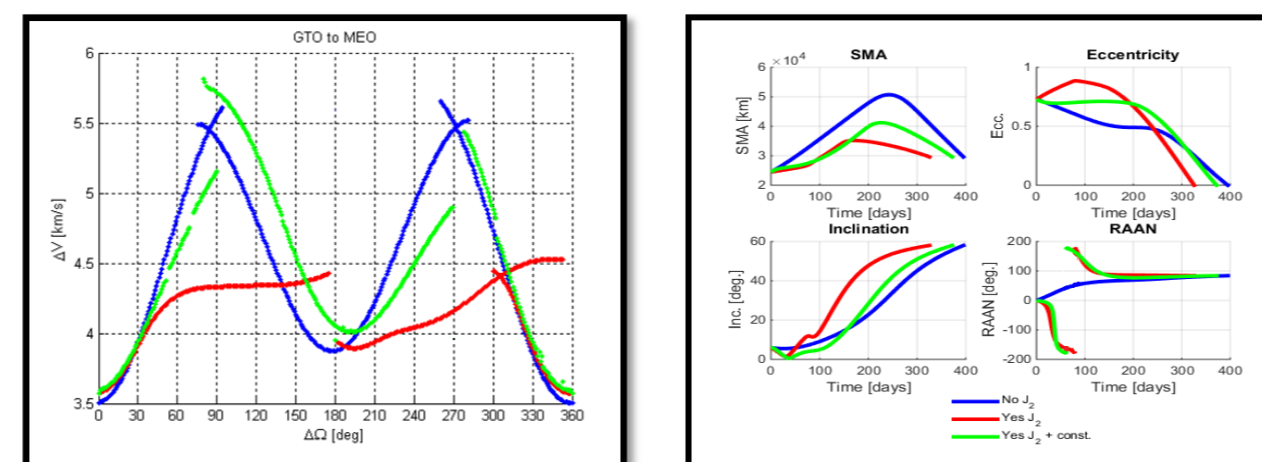 GTO to MEO
6
5.5
5
4.5
4
3.5
ΔV [km/s]
0 30 60 90 120 150 180 210 240 270 300 330 360
ΔΩ [deg]
SMA
× 10⁴
6
5
4
3
2
SMA [km]
0 100 200 300 400
Time [days]
Eccentricity
1
0.5
0
Ecc.
0 100 200 300 400
Time [days]
Inclination
60
40
20
0
Inc. [deg.]
0 100 200 300 400
Time [days]
RAAN
200
100
0
-100
-200
RAAN [deg.]
0 100 200 300 400
Time [days]
No J₂
Yes J₂
Yes J₂ + const.